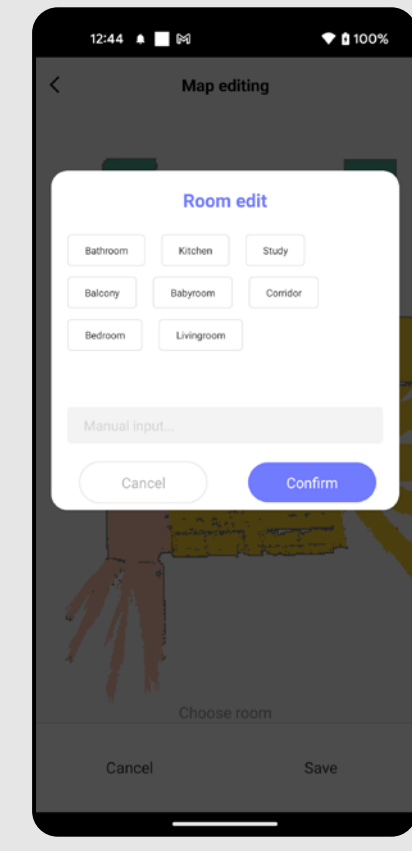 12:44 100%
Map editing
Room edit
Bathroom Kitchen Study
Balcony Babyroom Corridor
Bedroom Livingroom
Manual input...
Cancel Confirm
Choose room
Cancel Save